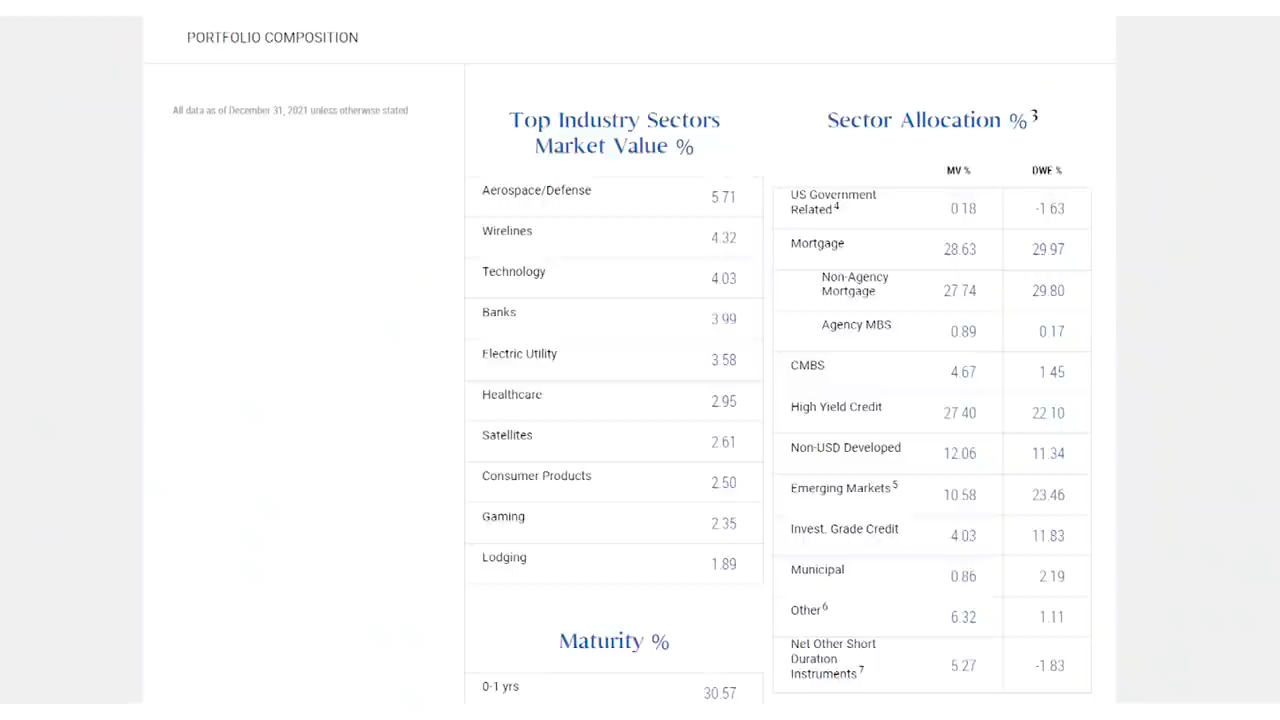 PORTFOLIO COMPOSITION
All data as of December 31, 2021 unless otherwise stated
Top Industry Sectors
Market Value %
Aerospace/Defense 5.71
Wirelines 4.32
Technology 4.03
Banks 3.99
Electric Utility 3.58
Healthcare 2.95
Satellites 2.61
Consumer Products 2.50
Gaming 2.35
Lodging 1.89
Maturity %
0-1 yrs 30.57
Sector Allocation %³
MV % DWE %
US Government
Related⁴ 0.18 -1.63
Mortgage 28.63 29.97
Non-Agency
Mortgage 27.74 29.80
Agency MBS 0.89 0.17
CMBS 4.67 1.45
High Yield Credit 27.40 22.10
Non-USD Developed 12.06 11.34
Emerging Markets⁵ 10.58 23.46
Invest. Grade Credit 4.03 11.83
Municipal 0.86 2.19
Other⁶ 6.32 1.11
Net Other Short
Duration
Instruments⁷ 5.27 -1.83